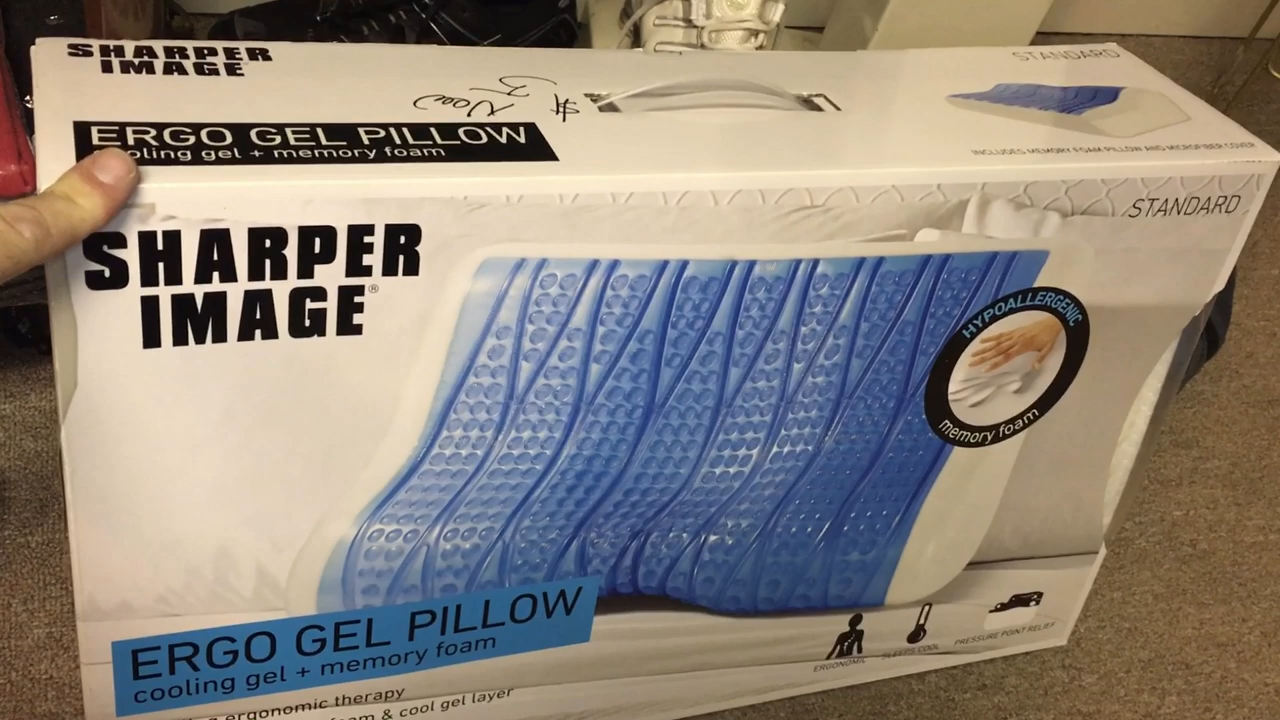 SHARPER
IMAGE
STANDARD
ERGO GEL PILLOW
oling gel + memory foam
INCLUDES MEMORY FOAM PILLOW AND MICROFIBER COVER
STANDARD
SHARPER
IMAGE®
HYPOALLERGENIC
memory foam
ERGO GEL PILLOW
cooling gel + memory foam
ERGONOMIC
SLEEPS COOL
PRESSURE POINT RELIEF
ergonomic therapy
foam & cool gel layer